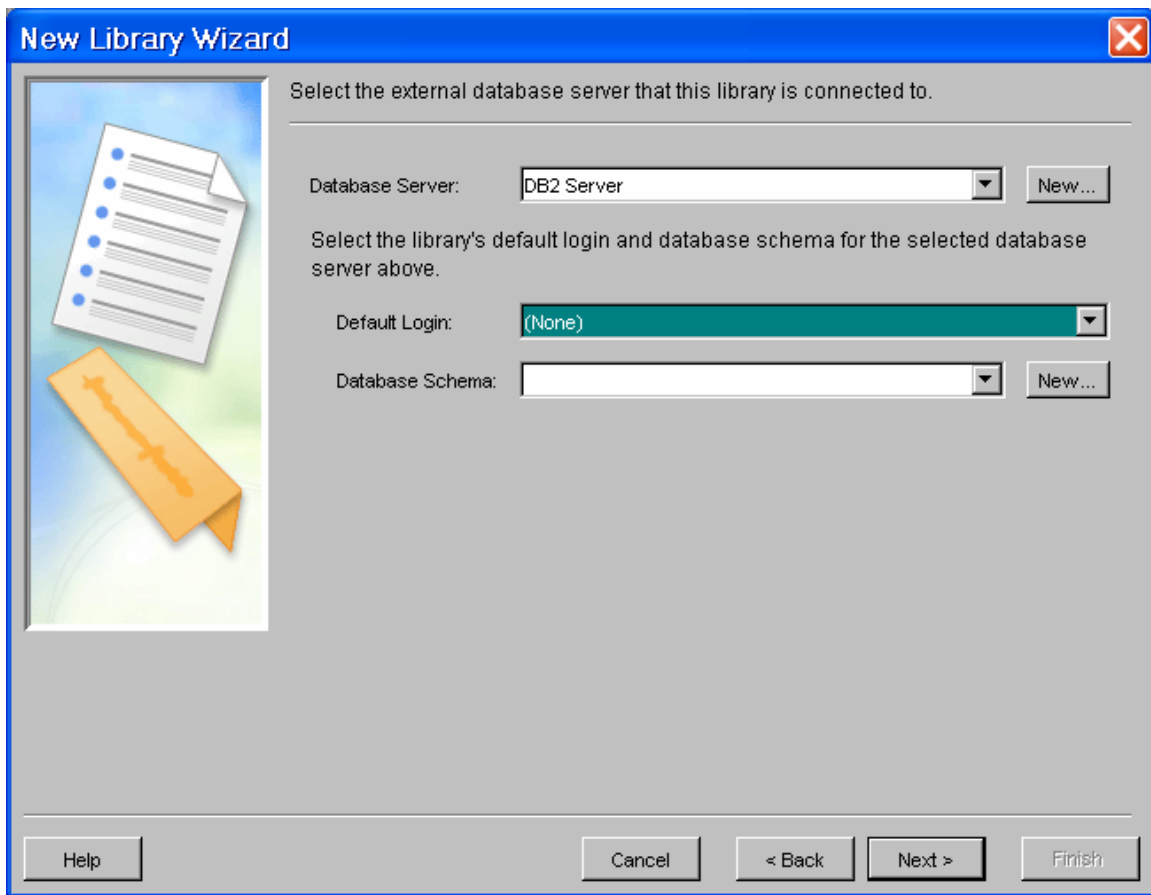 New Library Wizard
Select the external database server that this library is connected to.
Database Server: DB2 Server New...
Select the library's default login and database schema for the selected database
server above.
Default Login: (None)
Database Schema: New...
Help Cancel < Back Next > Finish